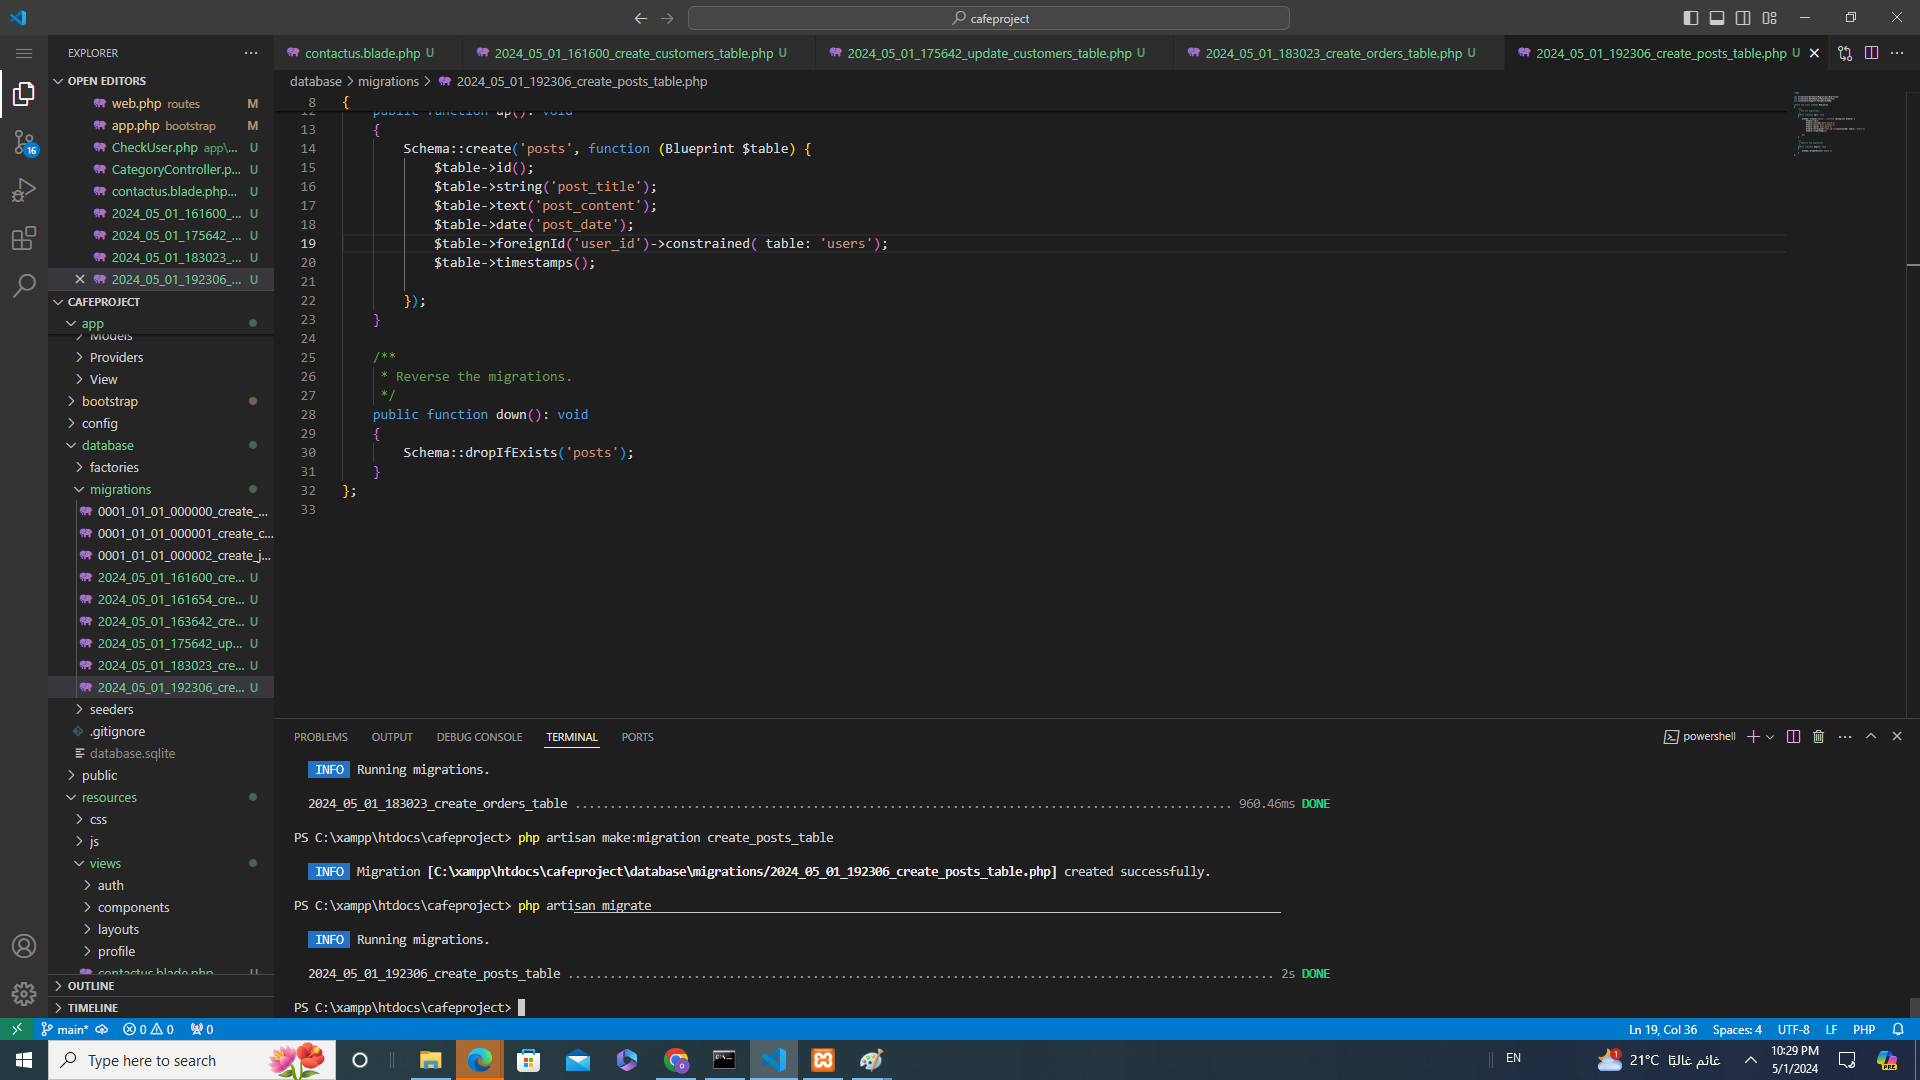 cafeproject
EXPLORER
contactus.blade.php U
2024_05_01_161600_create_customers_table.php U
2024_05_01_175642_update_customers_table.php U
2024_05_01_183023_create_orders_table.php U
2024_05_01_192306_create_posts_table.php U
database > migrations > 2024_05_01_192306_create_posts_table.php
OPEN EDITORS
web.php routes M
app.php bootstrap M
CheckUser.php app\... U
CategoryController.p... U
contactus.blade.php... U
2024_05_01_161600_... U
2024_05_01_175642_... U
2024_05_01_183023_... U
2024_05_01_192306_... U
CAFEPROJECT
app
Models
Providers
View
bootstrap
config
database
factories
migrations
0001_01_01_000000_create_...
0001_01_01_000001_create_c...
0001_01_01_000002_create_j...
2024_05_01_161600_cre... U
2024_05_01_161654_cre... U
2024_05_01_163642_cre... U
2024_05_01_175642_up... U
2024_05_01_183023_cre... U
2024_05_01_192306_cre... U
seeders
.gitignore
database.sqlite
public
resources
css
js
views
auth
components
layouts
profile
contactus.blade.php U
OUTLINE
TIMELINE
16
8 {
12 public function up(): void
13 {
14 Schema::create('posts', function (Blueprint $table) {
15 $table->id();
16 $table->string('post_title');
17 $table->text('post_content');
18 $table->date('post_date');
19 $table->foreignId('user_id')->constrained( table: 'users');
20 $table->timestamps();
21
22 });
23 }
24
25 /**
26 * Reverse the migrations.
27 */
28 public function down(): void
29 {
30 Schema::dropIfExists('posts');
31 }
32 };
33
PROBLEMS OUTPUT DEBUG CONSOLE TERMINAL PORTS
powershell
INFO Running migrations.
2024_05_01_183023_create_orders_table .............................................................................................. 960.46ms DONE
PS C:\xampp\htdocs\cafeproject> php artisan make:migration create_posts_table
INFO Migration [C:\xampp\htdocs\cafeproject\database\migrations/2024_05_01_192306_create_posts_table.php] created successfully.
PS C:\xampp\htdocs\cafeproject> php artisan migrate
INFO Running migrations.
2024_05_01_192306_create_posts_table ..................................................................................................... 2s DONE
PS C:\xampp\htdocs\cafeproject>
main* 0 0 0
Ln 19, Col 36 Spaces: 4 UTF-8 LF PHP
Type here to search
EN
1
21°C غائم غالبًا
10:29 PM
5/1/2024
PRE